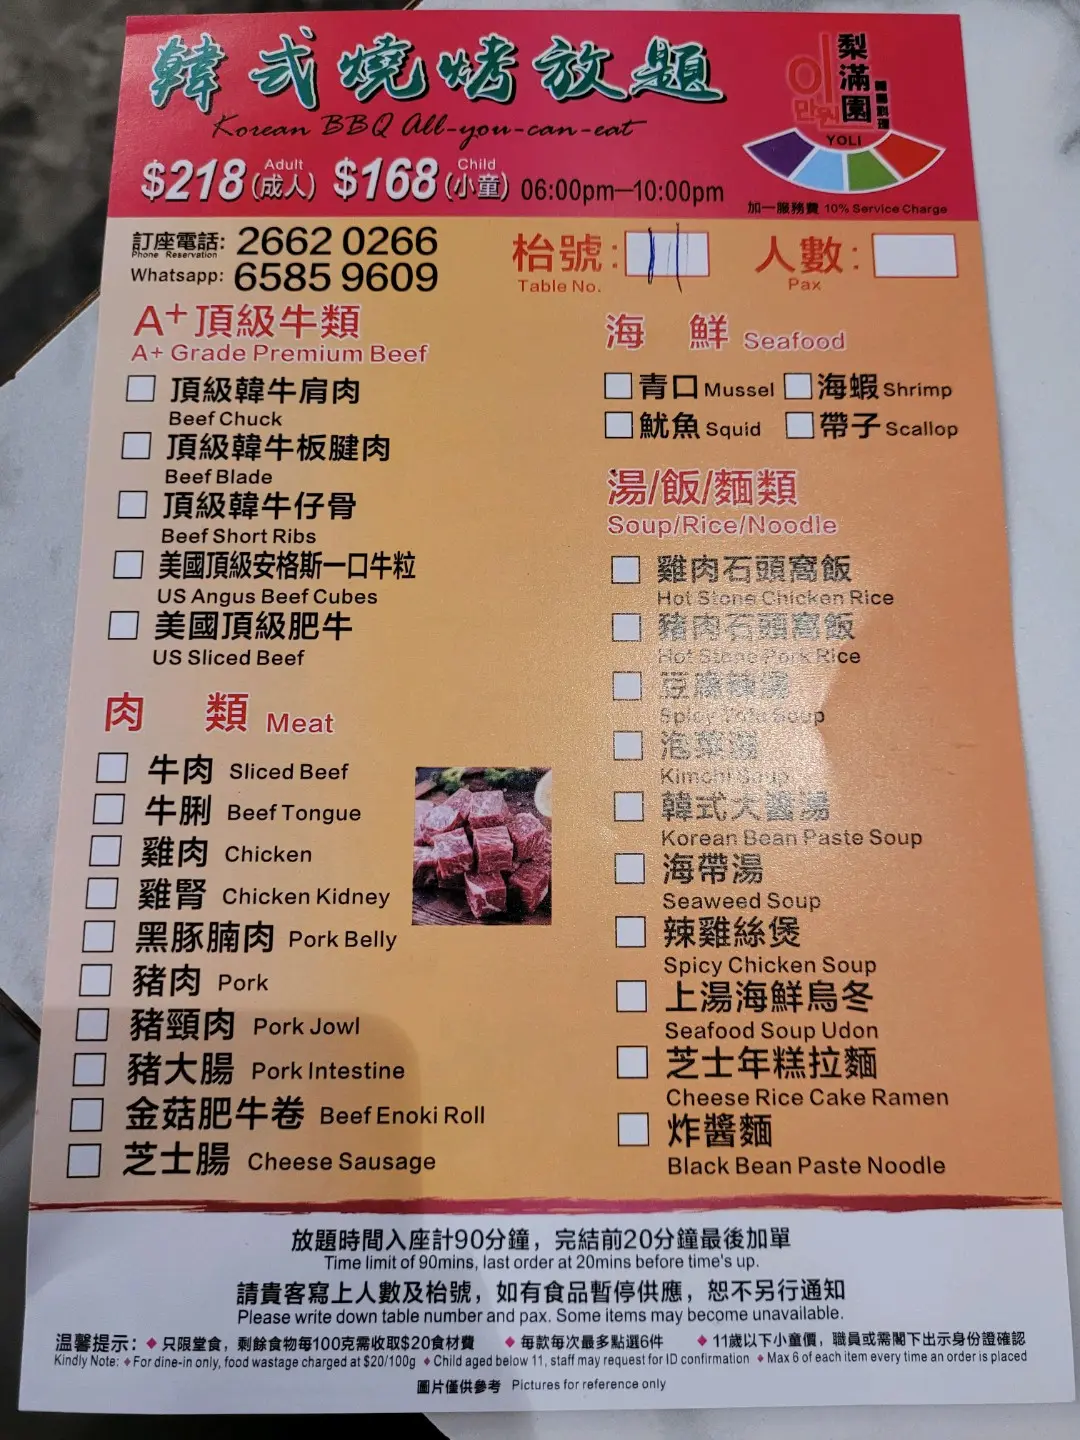 韓式燒烤放題
Korean BBQ All-you-can-eat
$218 Adult (成人) $168 Child (小童) 06:00pm—10:00pm
梨滿園
이만원
YOLI
加一服務費 10% Service Charge
訂座電話: 2662 0266
Phone Reservation
Whatsapp: 6585 9609
枱號:
Table No.
人數:
Pax
A+頂級牛類
A+ Grade Premium Beef
頂級韓牛肩肉
Beef Chuck
頂級韓牛板腱肉
Beef Blade
頂級韓牛仔骨
Beef Short Ribs
美國頂級安格斯一口牛粒
US Angus Beef Cubes
美國頂級肥牛
US Sliced Beef
肉 類 Meat
牛肉 Sliced Beef
牛脷 Beef Tongue
雞肉 Chicken
雞腎 Chicken Kidney
黑豚腩肉 Pork Belly
豬肉 Pork
豬頸肉 Pork Jowl
豬大腸 Pork Intestine
金菇肥牛卷 Beef Enoki Roll
芝士腸 Cheese Sausage
海 鮮 Seafood
青口 Mussel 海蝦 Shrimp
魷魚 Squid 帶子 Scallop
湯/飯/麵類
Soup/Rice/Noodle
雞肉石頭窩飯
Hot Stone Chicken Rice
豬肉石頭窩飯
Hot Stone Pork Rice
豆腐辣湯
Spicy Tofu Soup
泡菜湯
Kimchi Soup
韓式大醬湯
Korean Bean Paste Soup
海帶湯
Seaweed Soup
辣雞絲煲
Spicy Chicken Soup
上湯海鮮烏冬
Seafood Soup Udon
芝士年糕拉麵
Cheese Rice Cake Ramen
炸醬麵
Black Bean Paste Noodle
放題時間入座計90分鐘，完結前20分鐘最後加單
Time limit of 90mins, last order at 20mins before time's up.
請貴客寫上人數及枱號，如有食品暫停供應，恕不另行通知
Please write down table number and pax. Some items may become unavailable.
温馨提示: ◆ 只限堂食，剩餘食物每100克需收取$20食材費 ◆ 每款每次最多點選6件 ◆ 11歲以下小童價，職員或需閣下出示身份證確認
Kindly Note: ◆ For dine-in only, food wastage charged at $20/100g ◆ Child aged below 11, staff may request for ID confirmation ◆ Max 6 of each item every time an order is placed
圖片僅供參考 Pictures for reference only